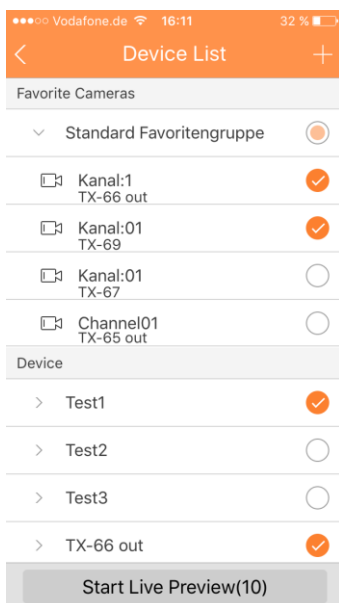 Vodafone.de 16:11 32 %
Device List
Favorite Cameras
Standard Favoritengruppe
Kanal:1
TX-66 out
Kanal:01
TX-69
Kanal:01
TX-67
Channel01
TX-65 out
Device
Test1
Test2
Test3
TX-66 out
Start Live Preview(10)